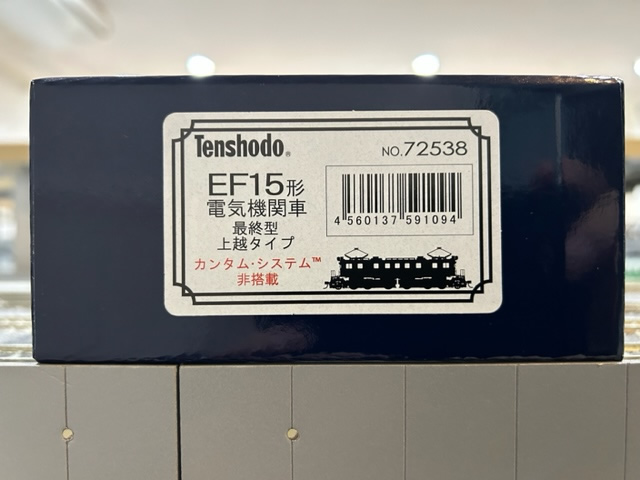 Tenshodo®
NO.72538
EF15形
電気機関車
最終型
上越タイプ
カンタム・システム™
非搭載
4 560137 591094